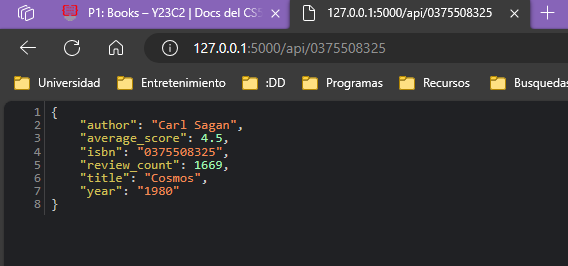 P1: Books – Y23C2 | Docs del CS5
127.0.0.1:5000/api/0375508325
127.0.0.1:5000/api/0375508325
Universidad Entretenimiento :DD Programas Recursos Busquedas
1 {
2 "author": "Carl Sagan",
3 "average_score": 4.5,
4 "isbn": "0375508325",
5 "review_count": 1669,
6 "title": "Cosmos",
7 "year": "1980"
8 }